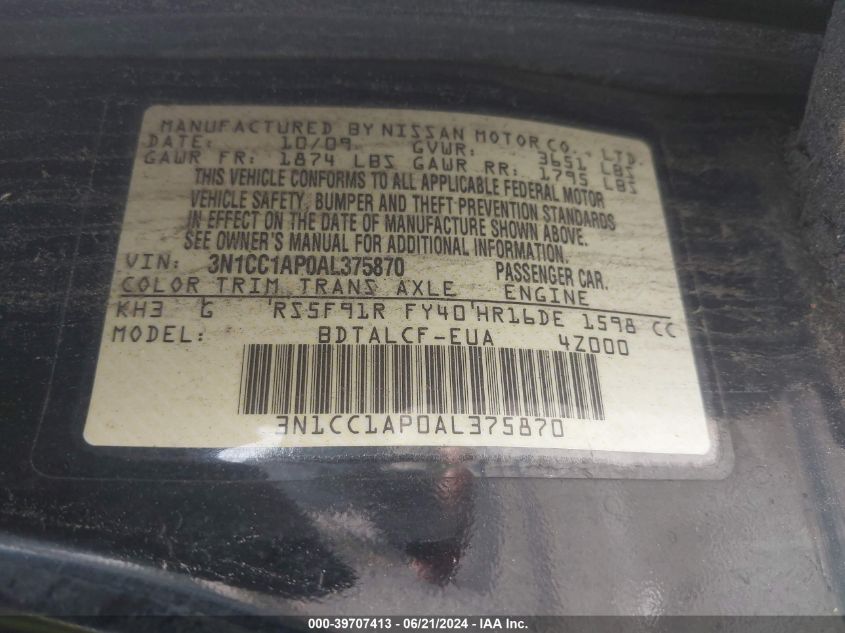 MANUFACTURED BY NISSAN MOTOR CO., LTD.
DATE: 10/09 GVWR: 3651 LBS
GAWR FR: 1874 LBS GAWR RR: 1795 LBS
THIS VEHICLE CONFORMS TO ALL APPLICABLE FEDERAL MOTOR
VEHICLE SAFETY, BUMPER AND THEFT PREVENTION STANDARDS
IN EFFECT ON THE DATE OF MANUFACTURE SHOWN ABOVE.
SEE OWNER'S MANUAL FOR ADDITIONAL INFORMATION.
VIN: 3N1CC1AP0AL375870 PASSENGER CAR.
COLOR TRIM TRANS AXLE ENGINE
KH3 G RS5F91R FY40 HR16DE 1598 CC
MODEL: BDTALCF-EUA 4Z000
3N1CC1AP0AL375870
000-39707413 - 06/21/2024 - IAA Inc.